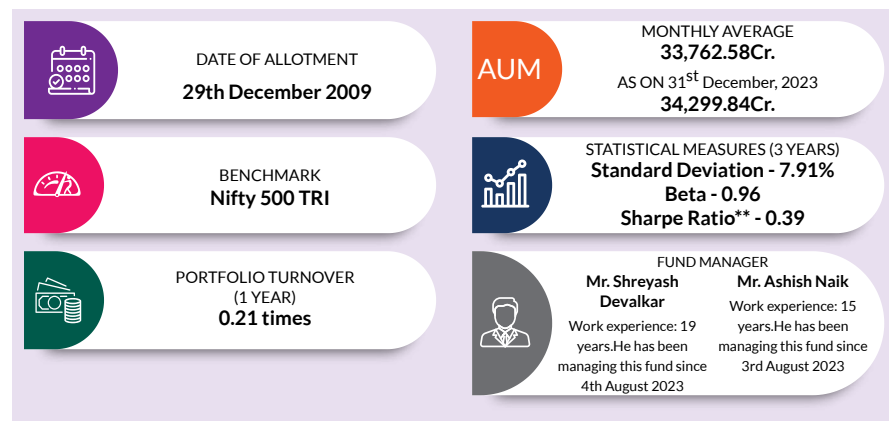 DATE OF ALLOTMENT
29th December 2009
BENCHMARK
Nifty 500 TRI
PORTFOLIO TURNOVER
(1 YEAR)
0.21 times
AUM
MONTHLY AVERAGE
33,762.58Cr.
AS ON 31st December, 2023
34,299.84Cr.
STATISTICAL MEASURES (3 YEARS)
Standard Deviation - 7.91%
Beta - 0.96
Sharpe Ratio** - 0.39
FUND MANAGER
Mr. Shreyash
Devalkar
Work experience: 19
years.He has been
managing this fund since
4th August 2023
Mr. Ashish Naik
Work experience: 15
years.He has been
managing this fund since
3rd August 2023